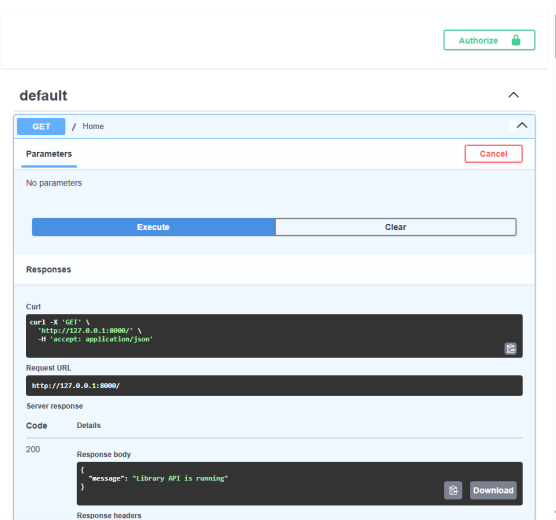 Authorize
default
GET / Home
Parameters
Cancel
No parameters
Execute
Clear
Responses
Curl
curl -X 'GET' \
  'http://127.0.0.1:8000/' \
  -H 'accept: application/json'
Request URL
http://127.0.0.1:8000/
Server response
Code Details
200
Response body
{
  "message": "Library API is running"
}
Download
Response headers